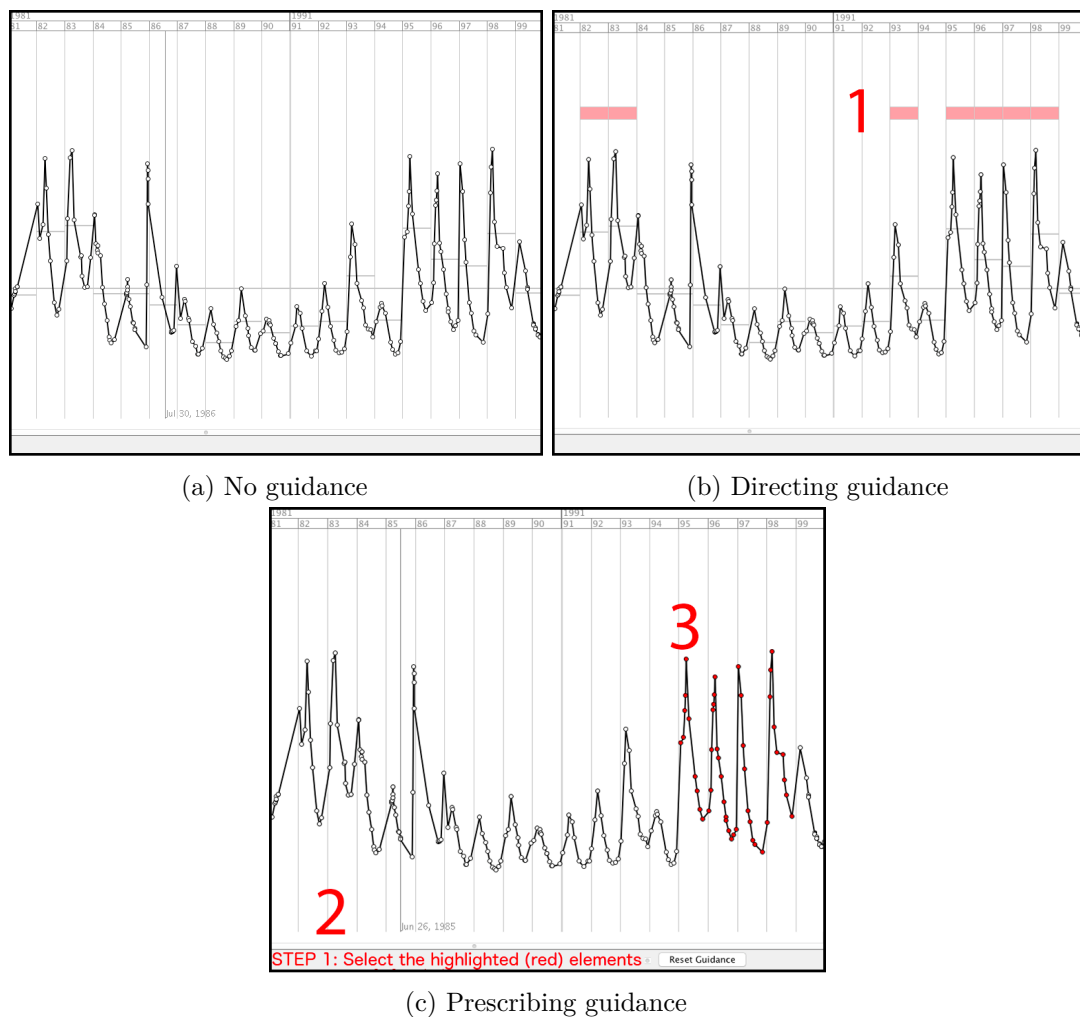 1981 1991
81 82 83 84 85 86 87 88 89 90 91 92 93 94 95 96 97 98 99
Jul 30, 1986
(a) No guidance
1981 1991
81 82 83 84 85 86 87 88 89 90 91 92 93 94 95 96 97 98 99
1
(b) Directing guidance
1981 1991
81 82 83 84 85 86 87 88 89 90 91 92 93 94 95 96 97 98 99
3
2
Jun 26, 1985
STEP 1: Select the highlighted (red) elements
Reset Guidance
(c) Prescribing guidance